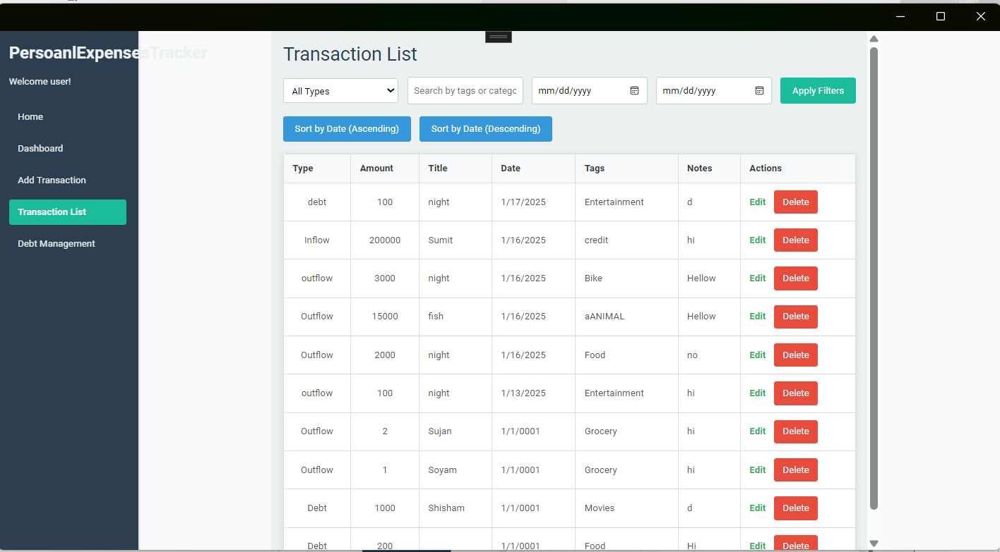 PersoanlExpensesTracker
Welcome user!
Home
Dashboard
Add Transaction
Transaction List
Debt Management
Transaction List
All Types
Search by tags or categc
mm/dd/yyyy
mm/dd/yyyy
Apply Filters
Sort by Date (Ascending)
Sort by Date (Descending)
Type Amount Title Date Tags Notes Actions
debt 100 night 1/17/2025 Entertainment d Edit Delete
Inflow 200000 Sumit 1/16/2025 credit hi Edit Delete
outflow 3000 night 1/16/2025 Bike Hellow Edit Delete
Outflow 15000 fish 1/16/2025 aANIMAL Hellow Edit Delete
Outflow 2000 night 1/16/2025 Food no Edit Delete
outflow 100 night 1/13/2025 Entertainment hi Edit Delete
Outflow 2 Sujan 1/1/0001 Grocery hi Edit Delete
Outflow 1 Soyam 1/1/0001 Grocery hi Edit Delete
Debt 1000 Shisham 1/1/0001 Movies d Edit Delete
Debt 200 1/1/0001 Food Hi Edit Delete